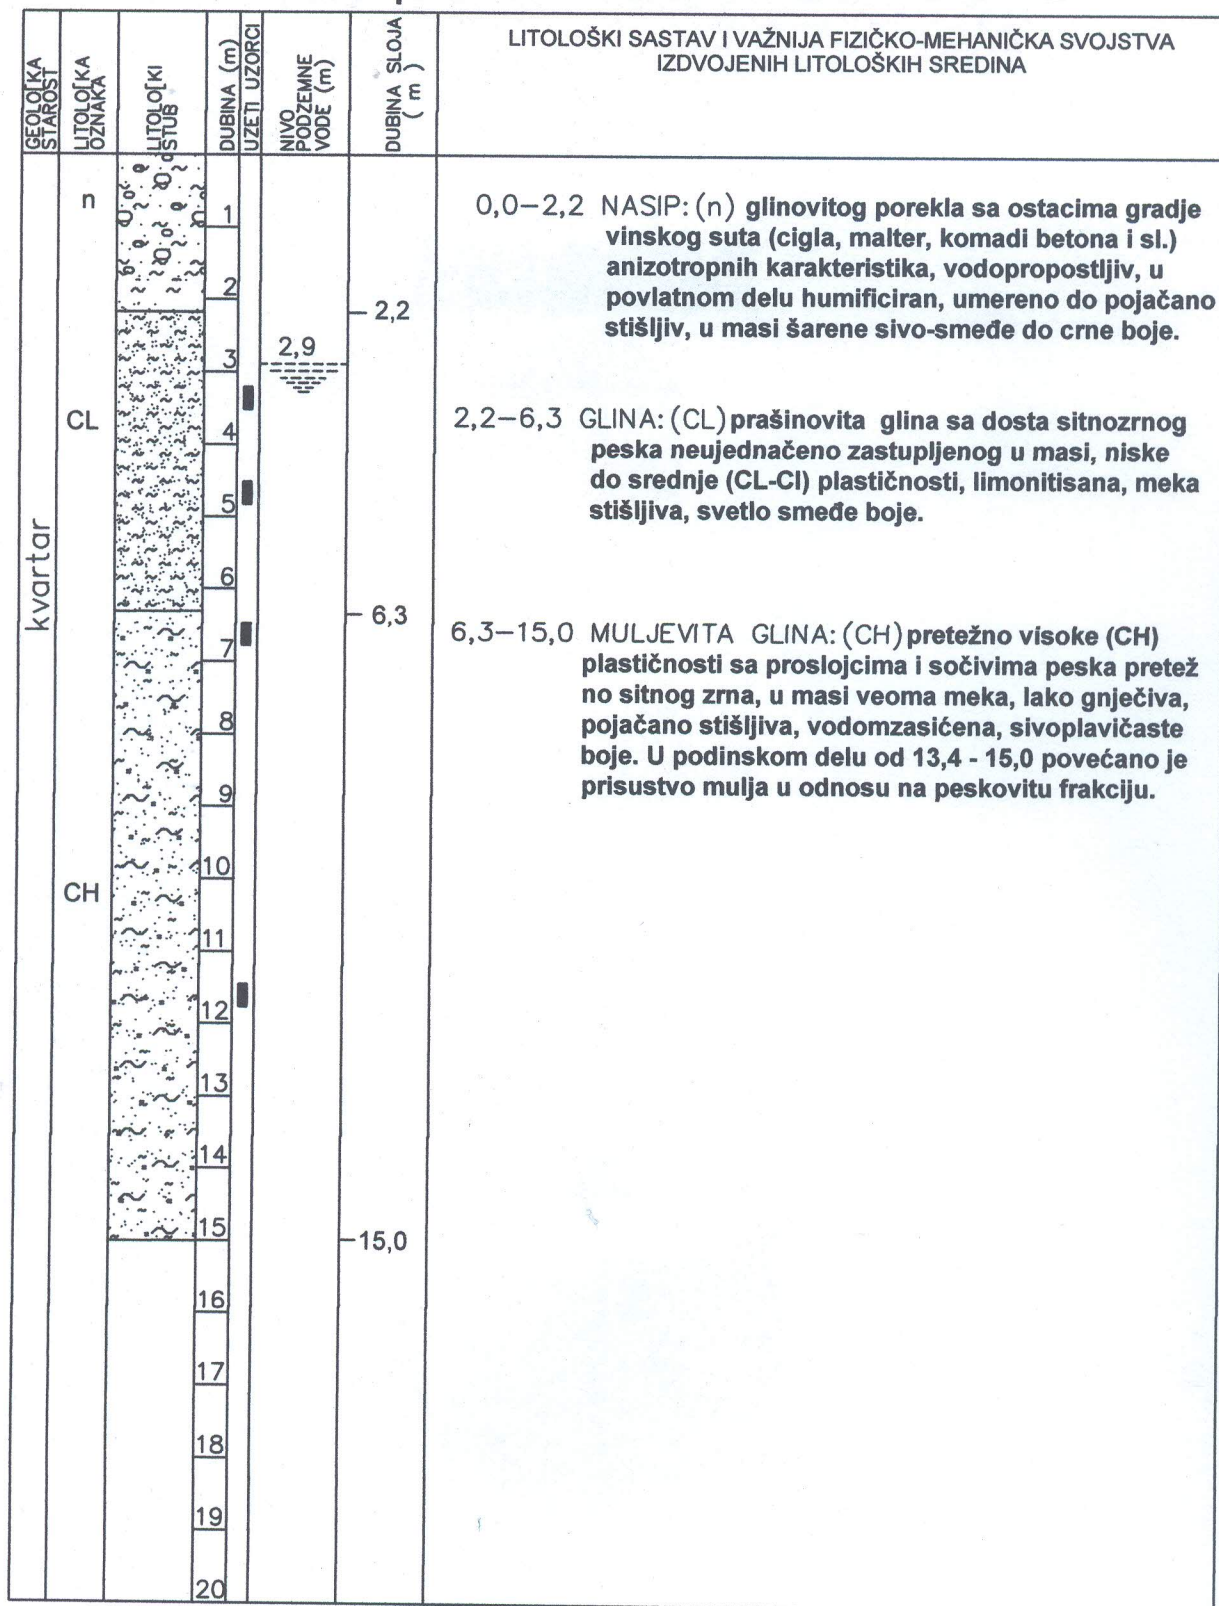 GEOLO[KA
STAROST
LITOLO[KA
OZNAKA
LITOLO[KI
STUB
DUBINA (m)
UZETI UZORCI
NIVO
PODZEMNE
VODE (m)
DUBINA SLOJA
( m )
LITOLOŠKI SASTAV I VAŽNIJA FIZIČKO-MEHANIČKA SVOJSTVA
IZDVOJENIH LITOLOŠKIH SREDINA
kvartar
n
CL
CH
1
2
3
4
5
6
7
8
9
10
11
12
13
14
15
16
17
18
19
20
2,9
2,2
6,3
15,0
0,0–2,2 NASIP: (n) glinovitog porekla sa ostacima gradje
vinskog suta (cigla, malter, komadi betona i sl.)
anizotropnih karakteristika, vodopropostljiv, u
povlatnom delu humificiran, umereno do pojačano
stišljiv, u masi šarene sivo-smeđe do crne boje.
2,2–6,3 GLINA: (CL) prašinovita glina sa dosta sitnozrnog
peska neujednačeno zastupljenog u masi, niske
do srednje (CL-CI) plastičnosti, limonitisana, meka
stišljiva, svetlo smeđe boje.
6,3–15,0 MULJEVITA GLINA: (CH) pretežno visoke (CH)
plastičnosti sa proslojcima i sočivima peska pretež
no sitnog zrna, u masi veoma meka, lako gnječiva,
pojačano stišljiva, vodomzasićena, sivoplavičaste
boje. U podinskom delu od 13,4 - 15,0 povećano je
prisustvo mulja u odnosu na peskovitu frakciju.